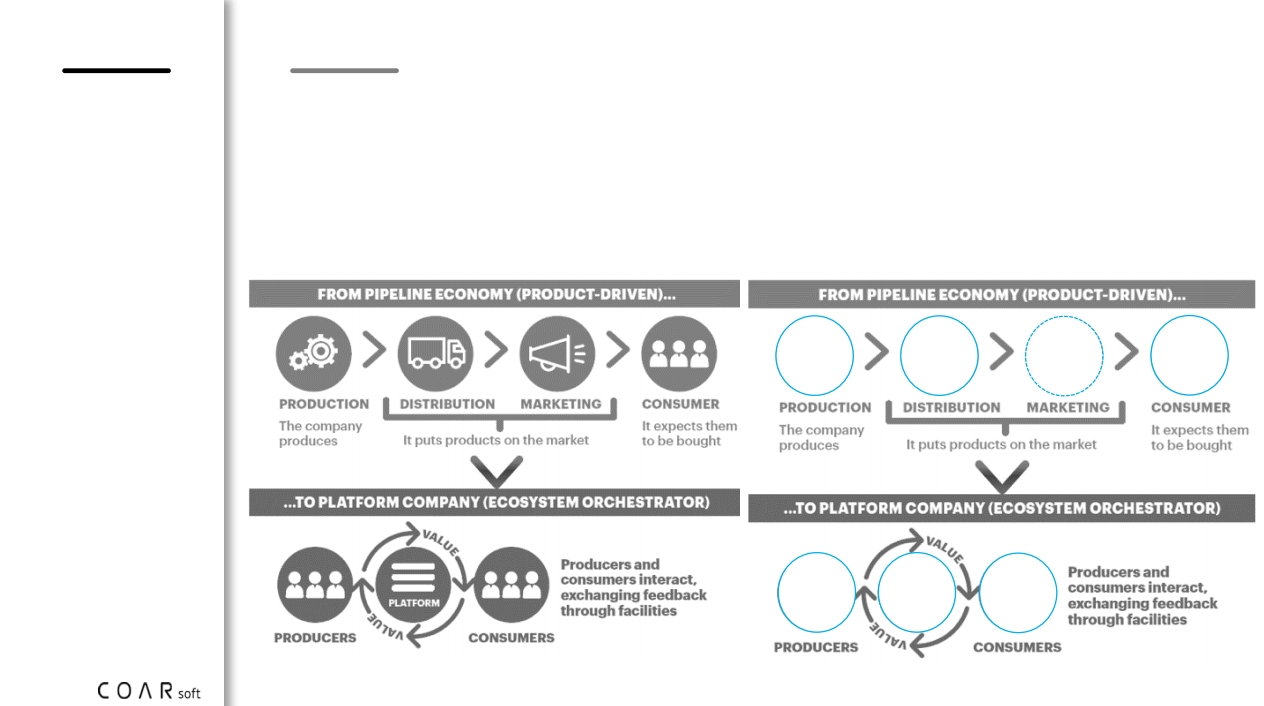 FROM PIPELINE ECONOMY (PRODUCT-DRIVEN)...
PRODUCTION
The company
produces
DISTRIBUTION
MARKETING
It puts products on the market
CONSUMER
It expects them
to be bought
...TO PLATFORM COMPANY (ECOSYSTEM ORCHESTRATOR)
VALUE
PLATFORM
VALUE
PRODUCERS
CONSUMERS
Producers and
consumers interact,
exchanging feedback
through facilities
FROM PIPELINE ECONOMY (PRODUCT-DRIVEN)...
PRODUCTION
The company
produces
DISTRIBUTION
MARKETING
It puts products on the market
CONSUMER
It expects them
to be bought
...TO PLATFORM COMPANY (ECOSYSTEM ORCHESTRATOR)
VALUE
VALUE
PRODUCERS
CONSUMERS
Producers and
consumers interact,
exchanging feedback
through facilities
COAR soft